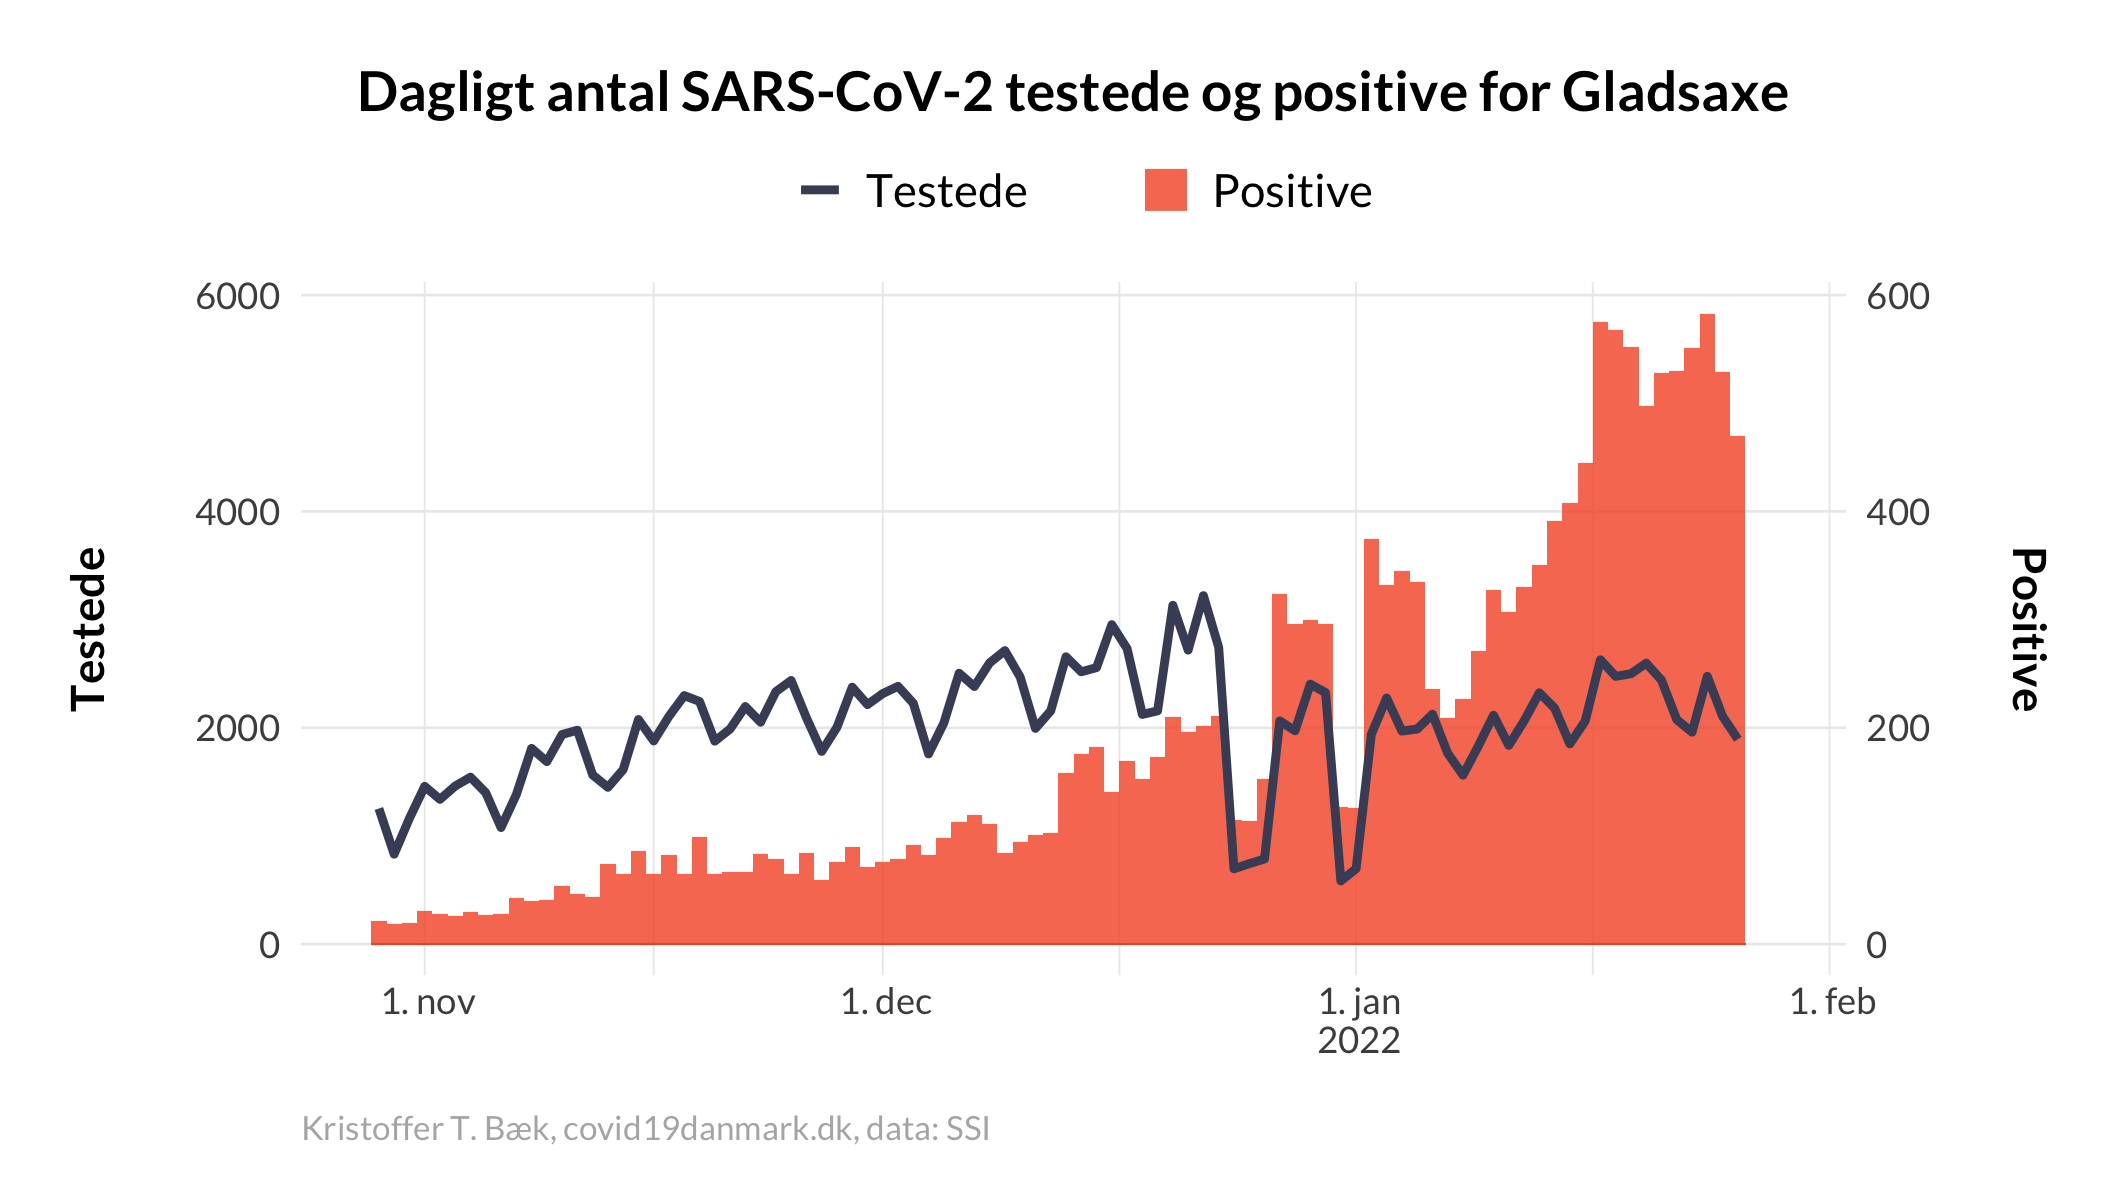 Dagligt antal SARS-CoV-2 testede og positive for Gladsaxe
Testede
Positive
6000
4000
2000
0
Testede
600
400
200
0
Positive
1. nov
1. dec
1. jan
2022
1. feb
Kristoffer T. Bæk, covid19danmark.dk, data: SSI